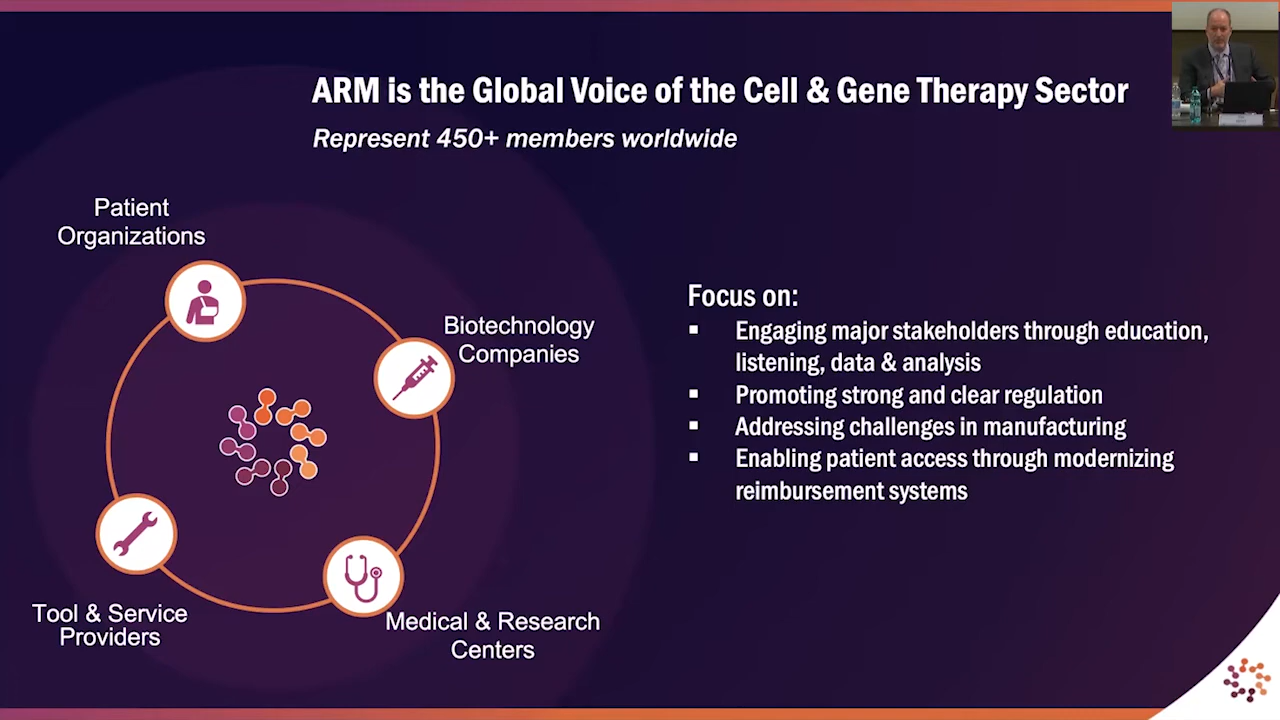 ARM is the Global Voice of the Cell & Gene Therapy Sector
Represent 450+ members worldwide
Patient
Organizations
Biotechnology
Companies
Tool & Service
Providers
Medical & Research
Centers
Focus on:
▪ Engaging major stakeholders through education,
listening, data & analysis
▪ Promoting strong and clear regulation
▪ Addressing challenges in manufacturing
▪ Enabling patient access through modernizing
reimbursement systems